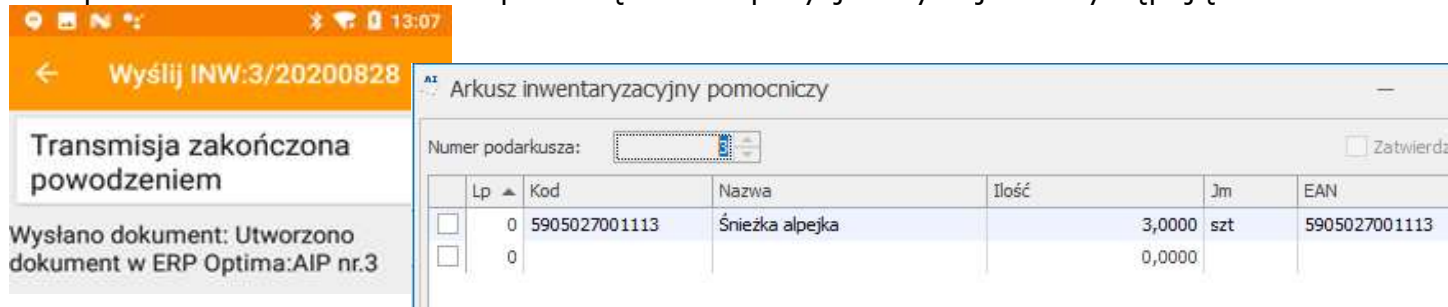 13:07
Wyślij INW:3/20200828
Transmisja zakończona
powodzeniem
Wysłano dokument: Utworzono
dokument w ERP Optima:AIP nr.3
AI Arkusz inwentaryzacyjny pomocniczy
Numer podarkusza: 3 Zatwierdz
Lp Kod Nazwa Ilość Jm EAN
0 5905027001113 Śnieżka alpejka 3,0000 szt 5905027001113
0 0,0000